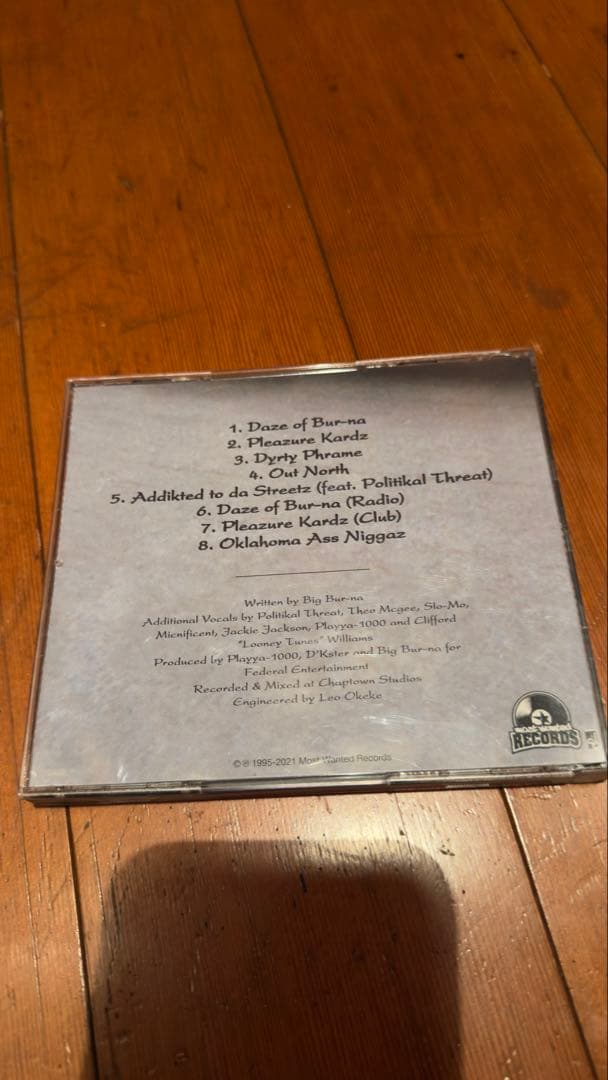 1. Daze of Bur-na
2. Pleazure Kardz
3. Dyrty Phrame
4. Out North
5. Addikted to da Streetz (feat. Politikal Threat)
6. Daze of Bur-na (Radio)
7. Pleazure Kardz (Club)
8. Oklahoma Ass Niggaz
Written by Big Bur-na
Additional Vocals by Politikal Threat, Theo Mcgee, Slo-Mo,
Micnificent, Jackie Jackson, Playya-1000 and Clifford
"Looney Tunes" Williams
Produced by Playya-1000, D'Kster and Big Bur-na for
Federal Entertainment
Recorded & Mixed at Chaptown Studios
Engineered by Leo Okeke
most wanted
RECORDS
©℗ 1995-2021 Most Wanted Records